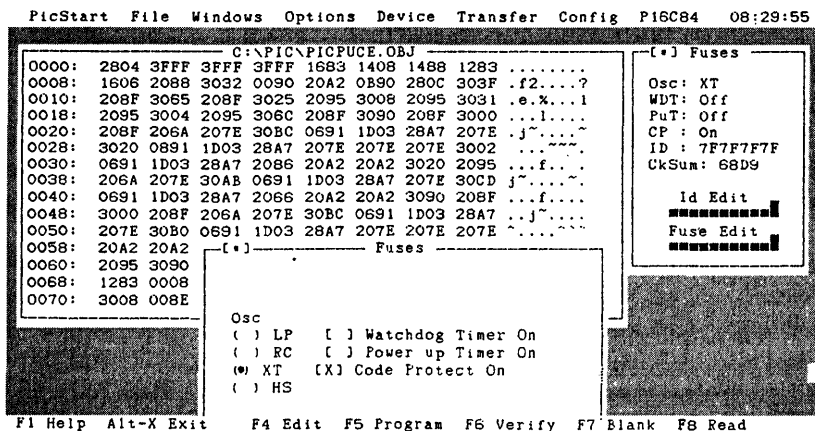 PicStart File Windows Options Device Transfer Config P16C84 08:29:55
C:\PIC\PICPUCE.OBJ
0000: 2804 3FFF 3FFF 3FFF 1683 1408 1488 1283 ........
0008: 1606 2088 3032 0090 20A2 0B90 280C 303F .f2....?
0010: 208F 3065 208F 3025 2095 3008 2095 3031 .e.%...1
0018: 2095 3004 2095 306C 208F 3090 208F 3000 ...l....
0020: 208F 206A 207E 30BC 0691 1D03 28A7 207E .j~....~
0028: 3020 0891 1D03 28A7 207E 207E 207E 3002 ...~~~.
0030: 0691 1D03 28A7 2086 20A2 20A2 3020 2095 ...f..
0038: 206A 207E 30AB 0691 1D03 28A7 207E 30CD j~....~.
0040: 0691 1D03 28A7 2066 20A2 20A2 3090 208F ...f....
0048: 3000 208F 206A 207E 30BC 0691 1D03 28A7 ..j~....
0050: 207E 30B0 0691 1D03 28A7 207E 207E 207E ~....~~~
0058: 20A2 20A2
0060: 2095 3090
0068: 1283 0008
0070: 3008 008E
[•] Fuses
Osc: XT
WDT: Off
PuT: Off
CP : On
ID : 7F7F7F7F
CkSum: 68D9
Id Edit
Fuse Edit
[•] Fuses
Osc
( ) LP [ ] Watchdog Timer On
( ) RC [ ] Power up Timer On
(•) XT [X] Code Protect On
( ) HS
F1 Help Alt-X Exit F4 Edit F5 Program F6 Verify F7 Blank F8 Read